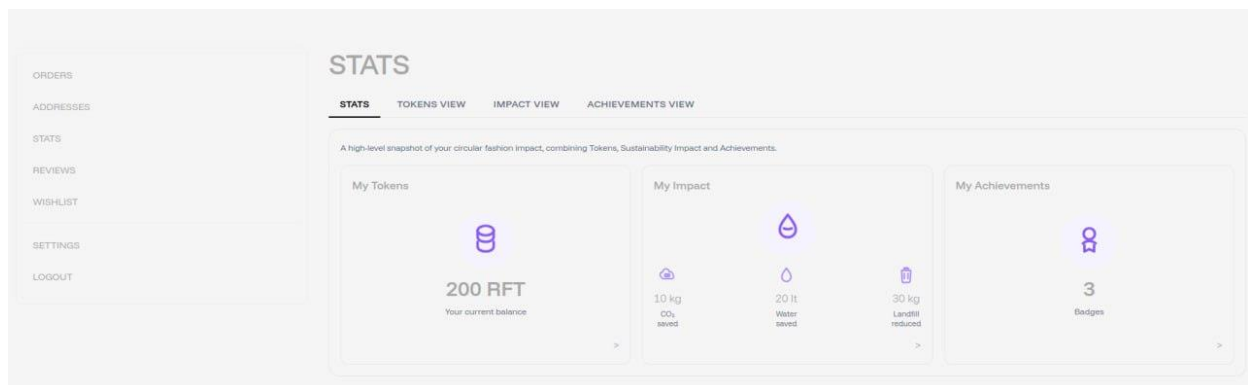 ORDERS
ADDRESSES
STATS
REVIEWS
WISHLIST
SETTINGS
LOGOUT
STATS
STATS TOKENS VIEW IMPACT VIEW ACHIEVEMENTS VIEW
A high-level snapshot of your circular fashion impact, combining Tokens, Sustainability Impact and Achievements.
My Tokens
200 RFT
Your current balance
>
My Impact
10 kg
CO₂
saved
20 lt
Water
saved
30 kg
Landfill
reduced
>
My Achievements
3
Badges
>